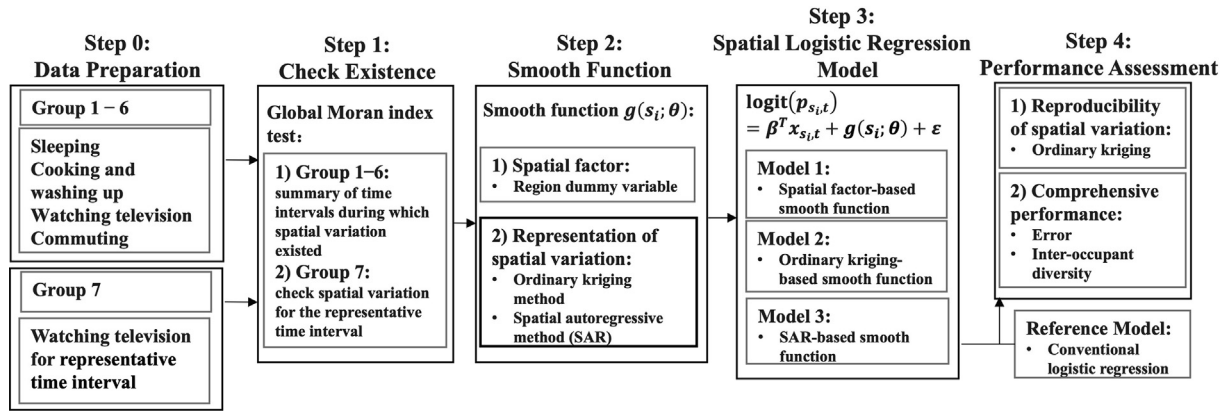 Step 0:
Data Preparation
Group 1 – 6
Sleeping
Cooking and
washing up
Watching television
Commuting
Group 7
Watching television
for representative
time interval
Step 1:
Check Existence
Global Moran index
test:
1) Group 1–6:
summary of time
intervals during which
spatial variation
existed
2) Group 7:
check spatial variation
for the representative
time interval
Step 2:
Smooth Function
Smooth function g(sᵢ; θ):
1) Spatial factor:
• Region dummy variable
2) Representation of
spatial variation:
• Ordinary kriging
method
• Spatial autoregressive
method (SAR)
Step 3:
Spatial Logistic Regression
Model
logit(p_{sᵢ,t})
= βᵀx_{sᵢ,t} + g(sᵢ; θ) + ε
Model 1:
• Spatial factor-based
smooth function
Model 2:
• Ordinary kriging-
based smooth function
Model 3:
• SAR-based smooth
function
Step 4:
Performance Assessment
1) Reproducibility
of spatial variation:
• Ordinary kriging
2) Comprehensive
performance:
• Error
• Inter-occupant
diversity
Reference Model:
• Conventional
logistic regression